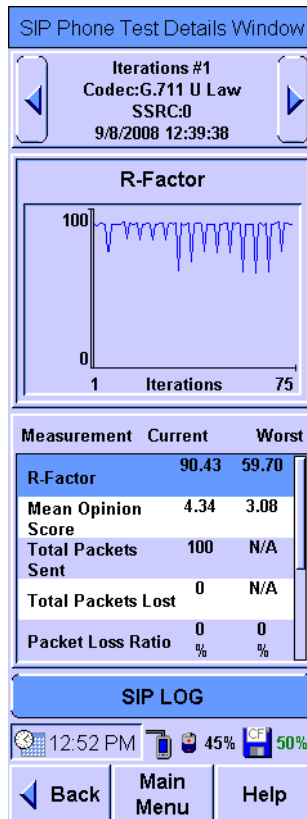 SIP Phone Test Details Window
Iterations #1
Codec:G.711 U Law
SSRC:0
9/8/2008 12:39:38
R-Factor
100
0
1 Iterations 75
Measurement Current Worst
R-Factor 90.43 59.70
Mean Opinion Score 4.34 3.08
Total Packets Sent 100 N/A
Total Packets Lost 0 N/A
Packet Loss Ratio 0 % 0 %
SIP LOG
12:52 PM 45% CF 50%
Back Main Menu Help